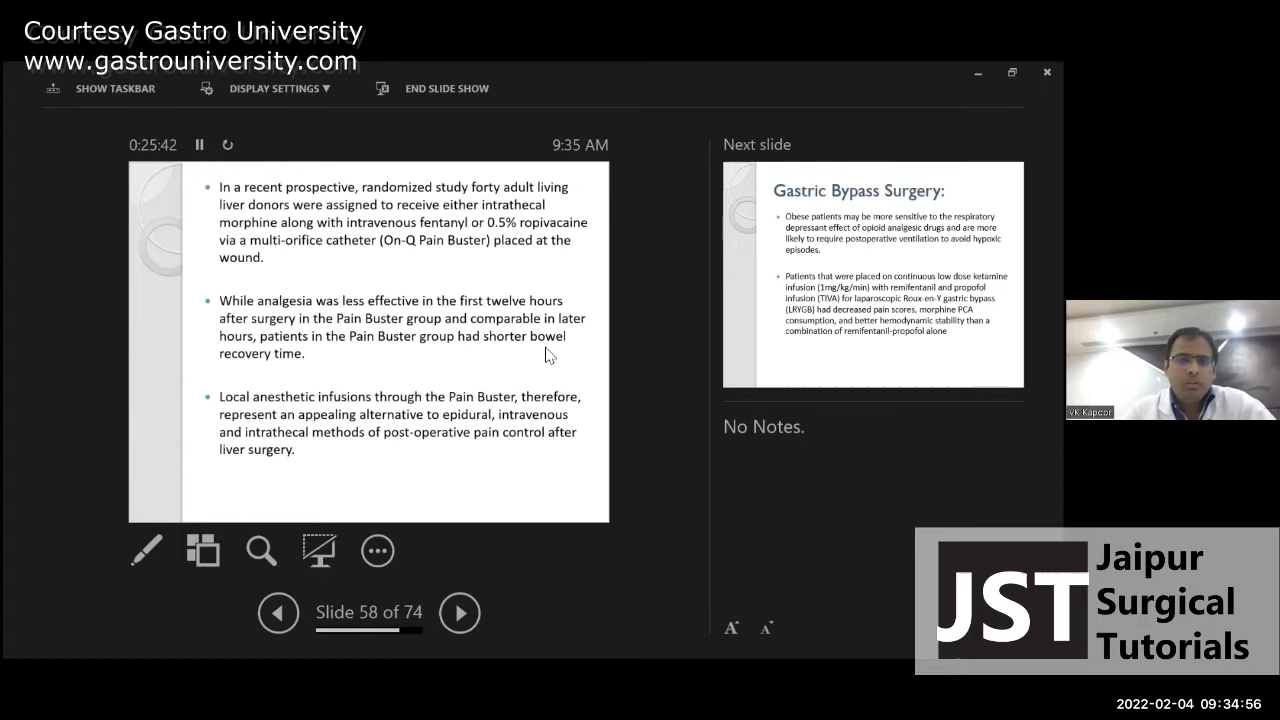 Courtesy Gastro University
www.gastrouniversity.com
SHOW TASKBAR
DISPLAY SETTINGS ▼
END SLIDE SHOW
0:25:42
9:35 AM
• In a recent prospective, randomized study forty adult living
liver donors were assigned to receive either intrathecal
morphine along with intravenous fentanyl or 0.5% ropivacaine
via a multi-orifice catheter (On-Q Pain Buster) placed at the
wound.
• While analgesia was less effective in the first twelve hours
after surgery in the Pain Buster group and comparable in later
hours, patients in the Pain Buster group had shorter bowel
recovery time.
• Local anesthetic infusions through the Pain Buster, therefore,
represent an appealing alternative to epidural, intravenous
and intrathecal methods of post-operative pain control after
liver surgery.
Slide 58 of 74
Next slide
Gastric Bypass Surgery:
• Obese patients may be more sensitive to the respiratory
depressant effect of opioid analgesic drugs and are more
likely to require postoperative ventilation to avoid hypoxic
episodes.
• Patients that were placed on continuous low dose ketamine
infusion (1mg/kg/min) with remifentanil and propofol
infusion (TIVA) for laparoscopic Roux-en-Y gastric bypass
(LRYGB) had decreased pain scores, morphine PCA
consumption, and better hemodynamic stability than a
combination of remifentanil-propofol alone
No Notes.
A A
VK Kapoor
JST
Jaipur
Surgical
Tutorials
2022-02-04 09:34:56